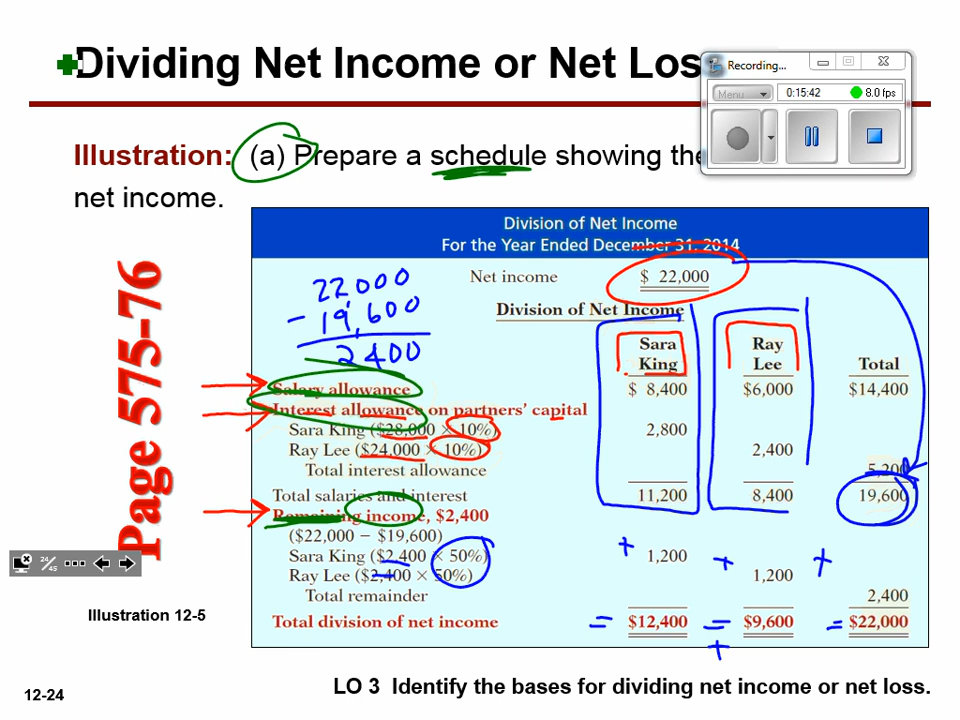 Dividing Net Income or Net Los
Recording...
Menu
0:15:42
8.0 fps
Illustration: (a) Prepare a schedule showing the
net income.
Division of Net Income
For the Year Ended December 31, 2014
Net income $ 22,000
Division of Net Income
22000
- 19,600
2400
Sara King Ray Lee Total
Salary allowance $ 8,400 $6,000 $14,400
Interest allowance on partners' capital
Sara King ($28,000 × 10%) 2,800
Ray Lee ($24,000 × 10%) 2,400
Total interest allowance 5,200
Total salaries and interest 11,200 8,400 19,600
Remaining income, $2,400
($22,000 − $19,600)
Sara King ($2,400 × 50%) + 1,200 + +
Ray Lee ($2,400 × 50%) 1,200
Total remainder 2,400
Total division of net income = $12,400 = $9,600 = $22,000
+
Page 575-76
24/45
Illustration 12-5
12-24
LO 3 Identify the bases for dividing net income or net loss.